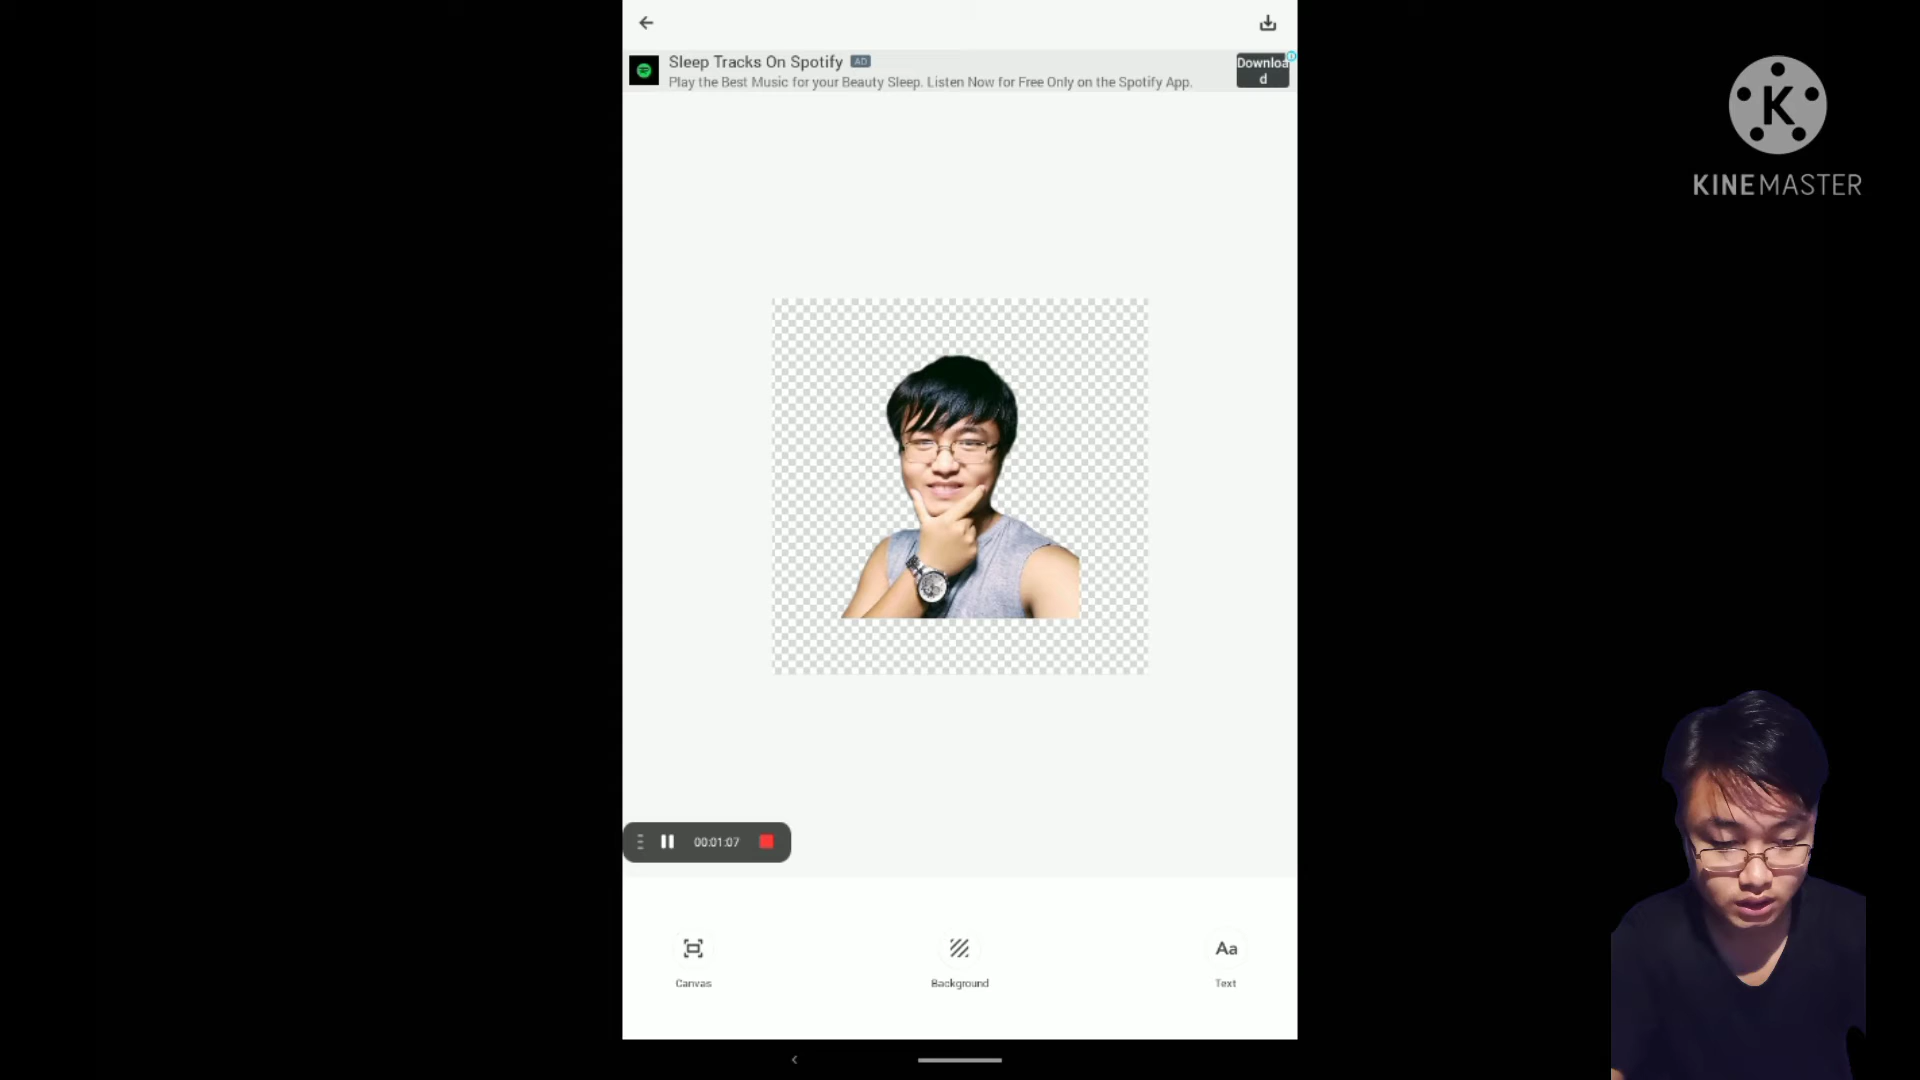 Sleep Tracks On Spotify AD
Play the Best Music for your Beauty Sleep. Listen Now for Free Only on the Spotify App.
Downloa
d
K
KINEMASTER
00:01:07
Aa
Canvas
Background
Text